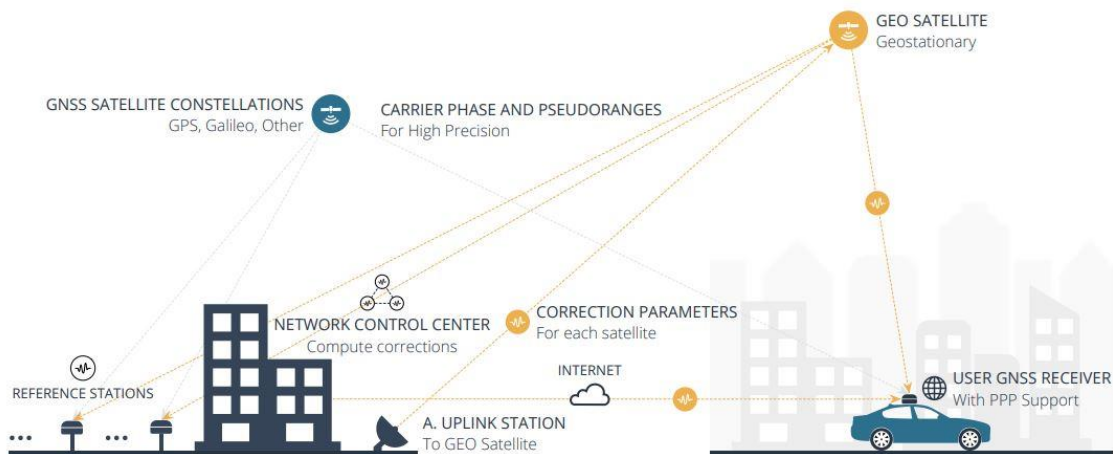 GEO SATELLITE
Geostationary
GNSS SATELLITE CONSTELLATIONS
GPS, Galileo, Other
CARRIER PHASE AND PSEUDORANGES
For High Precision
NETWORK CONTROL CENTER
Compute corrections
CORRECTION PARAMETERS
For each satellite
REFERENCE STATIONS
INTERNET
USER GNSS RECEIVER
With PPP Support
A. UPLINK STATION
To GEO Satellite